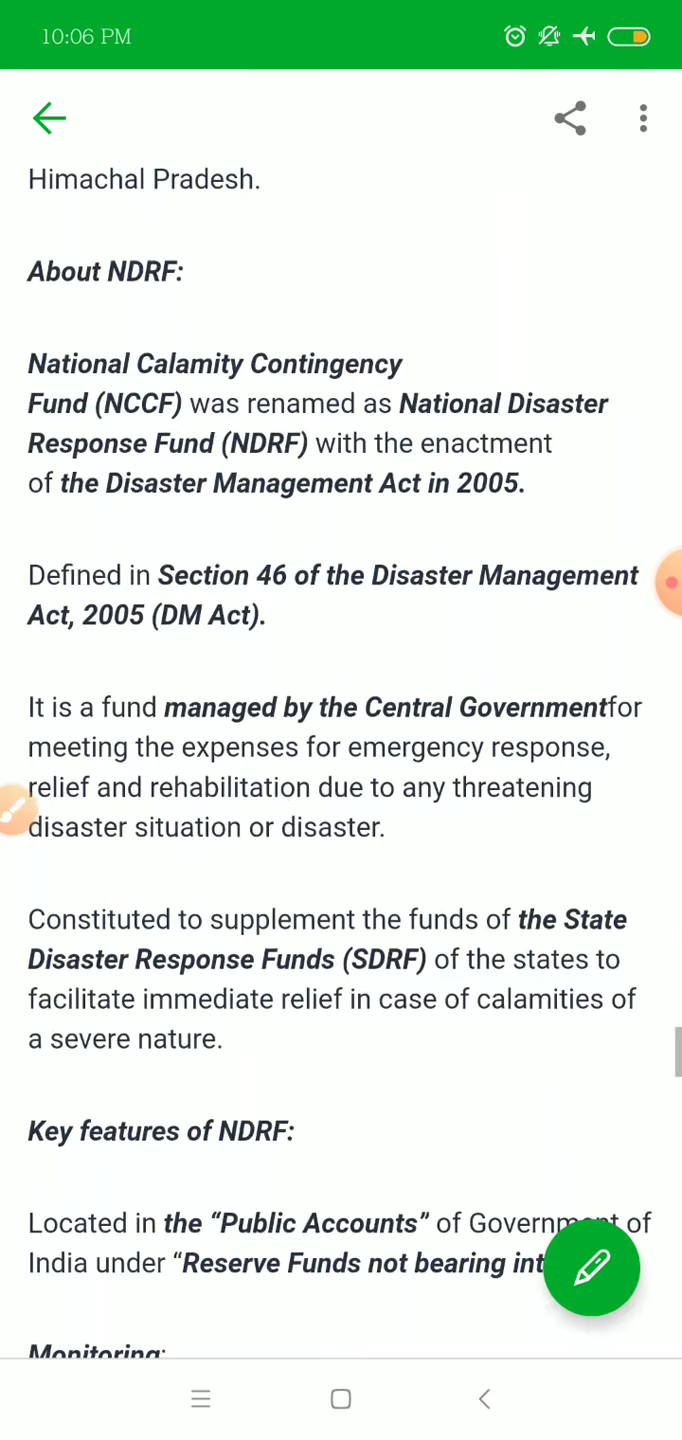 10:06 PM
Himachal Pradesh.
About NDRF:
National Calamity Contingency
Fund (NCCF) was renamed as National Disaster
Response Fund (NDRF) with the enactment
of the Disaster Management Act in 2005.
Defined in Section 46 of the Disaster Management
Act, 2005 (DM Act).
It is a fund managed by the Central Governmentfor
meeting the expenses for emergency response,
relief and rehabilitation due to any threatening
disaster situation or disaster.
Constituted to supplement the funds of the State
Disaster Response Funds (SDRF) of the states to
facilitate immediate relief in case of calamities of
a severe nature.
Key features of NDRF:
Located in the “Public Accounts” of Government of
India under “Reserve Funds not bearing int
Monitoring: